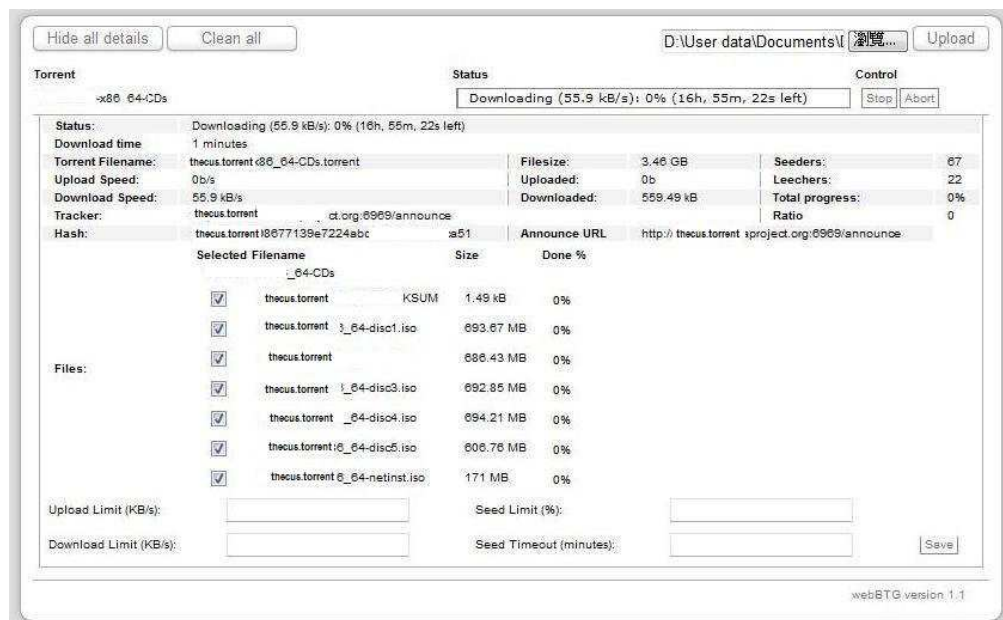 Hide all details Clean all D:\User data\Documents\ 瀏覽... Upload
Torrent Status Control
-x86_64-CDs Downloading (55.9 kB/s): 0% (16h, 55m, 22s left) Stop Abort
Status: Downloading (55.9 kB/s): 0% (16h, 55m, 22s left)
Download time 1 minutes
Torrent Filename: thecus.torrent x86_64-CDs.torrent Filesize: 3.46 GB Seeders: 67
Upload Speed: 0b/s Uploaded: 0b Leechers: 22
Download Speed: 55.9 kB/s Downloaded: 559.49 kB Total progress: 0%
Tracker: thecus.torrent ct.org:6969/announce Ratio 0
Hash: thecus.torrent 8677139e7224abc a51 Announce URL http:// thecus.torrent project.org:6969/announce
Selected Filename Size Done %
_64-CDs
thecus.torrent KSUM 1.49 kB 0%
thecus.torrent _64-disc1.iso 693.67 MB 0%
thecus.torrent 686.43 MB 0%
Files:
thecus.torrent _64-disc3.iso 692.85 MB 0%
thecus.torrent _64-disc4.iso 694.21 MB 0%
thecus.torrent 6_64-disc5.iso 606.76 MB 0%
thecus.torrent 6_64-netinst.iso 171 MB 0%
Upload Limit (KB/s): Seed Limit (%):
Download Limit (KB/s): Seed Timeout (minutes): Save
webBTG version 1.1